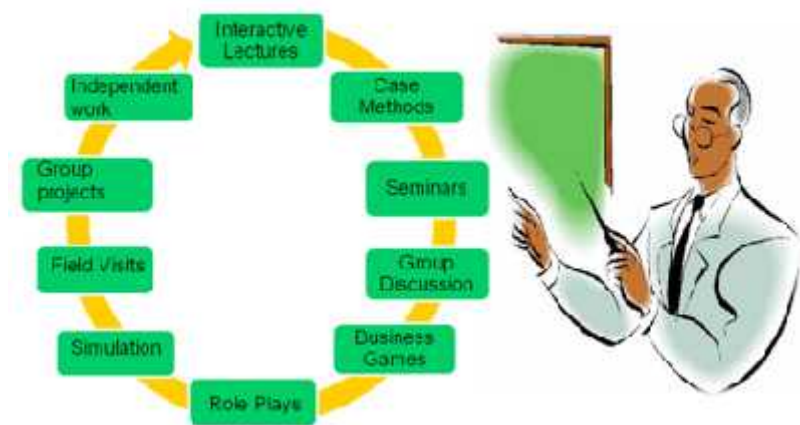 Interactive
Lectures
Case
Methods
Seminars
Group
Discussion
Business
Games
Role Plays
Simulation
Field Visits
Group
projects
Independent
work